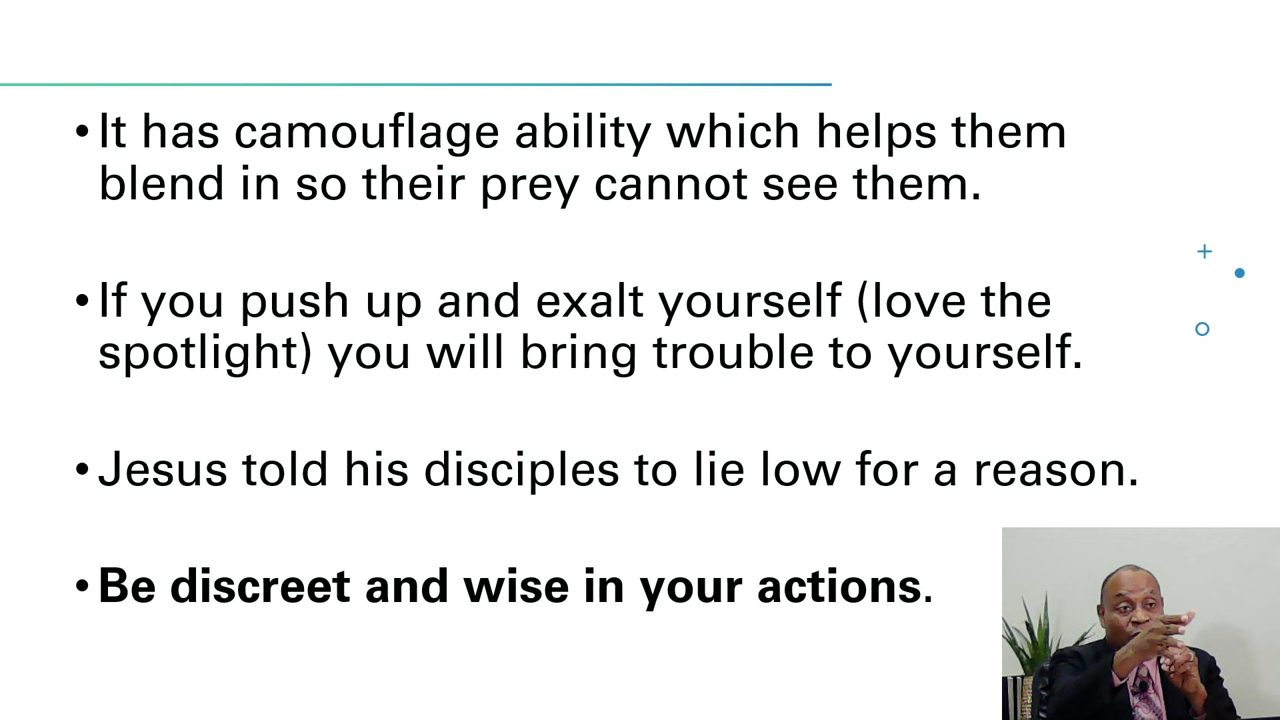 • It has camouflage ability which helps them
blend in so their prey cannot see them.
• If you push up and exalt yourself (love the
spotlight) you will bring trouble to yourself.
• Jesus told his disciples to lie low for a reason.
• Be discreet and wise in your actions.